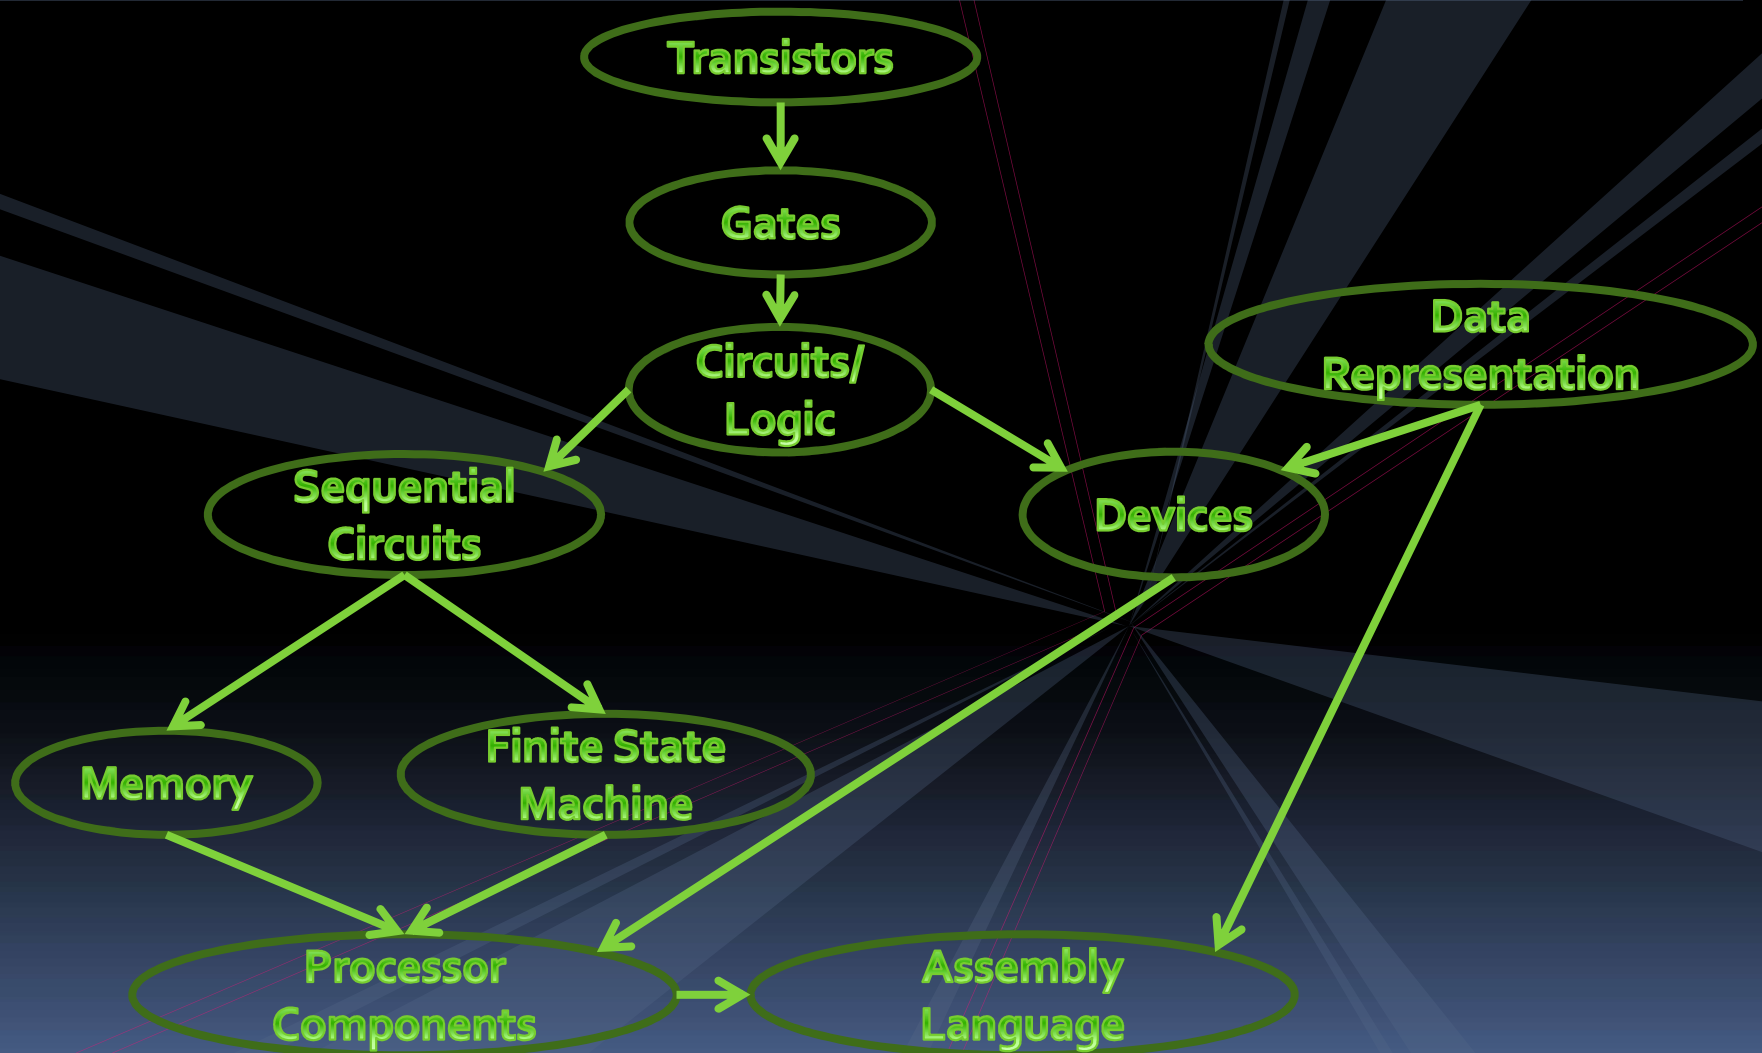 Transistors
Gates
Circuits/
Logic
Data
Representation
Sequential
Circuits
Devices
Memory
Finite State
Machine
Processor
Components
Assembly
Language